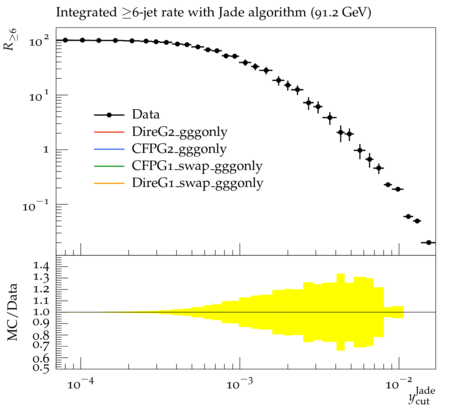 Integrated ≥6-jet rate with Jade algorithm (91.2 GeV)
R≥6
10²
10¹
1
10⁻¹
Data
DireG2_gggonly
CFPG2_gggonly
CFPG1_swap_gggonly
DireG1_swap_gggonly
MC/Data
1.4
1.3
1.2
1.1
1.0
0.9
0.8
0.7
0.6
0.5
10⁻⁴ 10⁻³ 10⁻²
y_cut^Jade